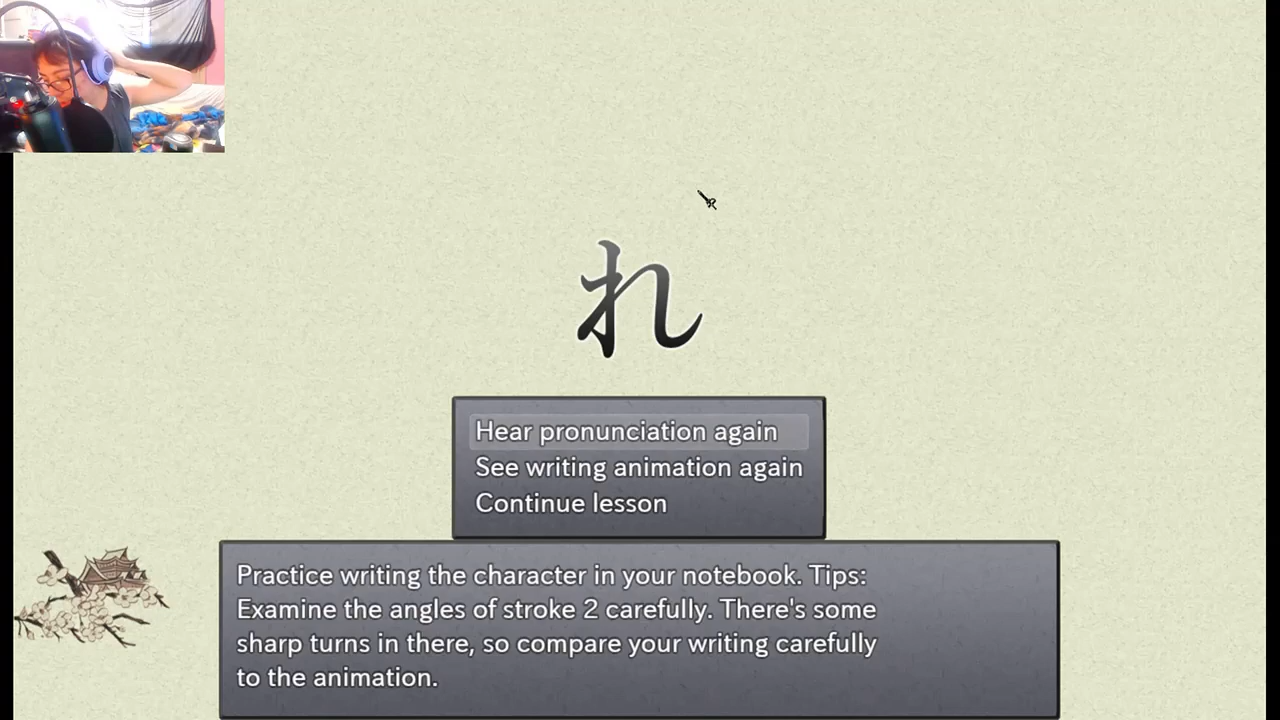 れ
Hear pronunciation again
See writing animation again
Continue lesson
Practice writing the character in your notebook. Tips:
Examine the angles of stroke 2 carefully. There's some
sharp turns in there, so compare your writing carefully
to the animation.